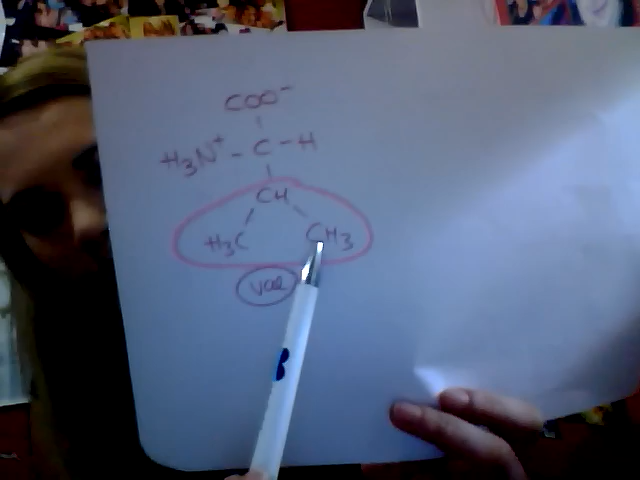 COO⁻
H₃N⁺ - C - H
CH
H₃C CH₃
Val